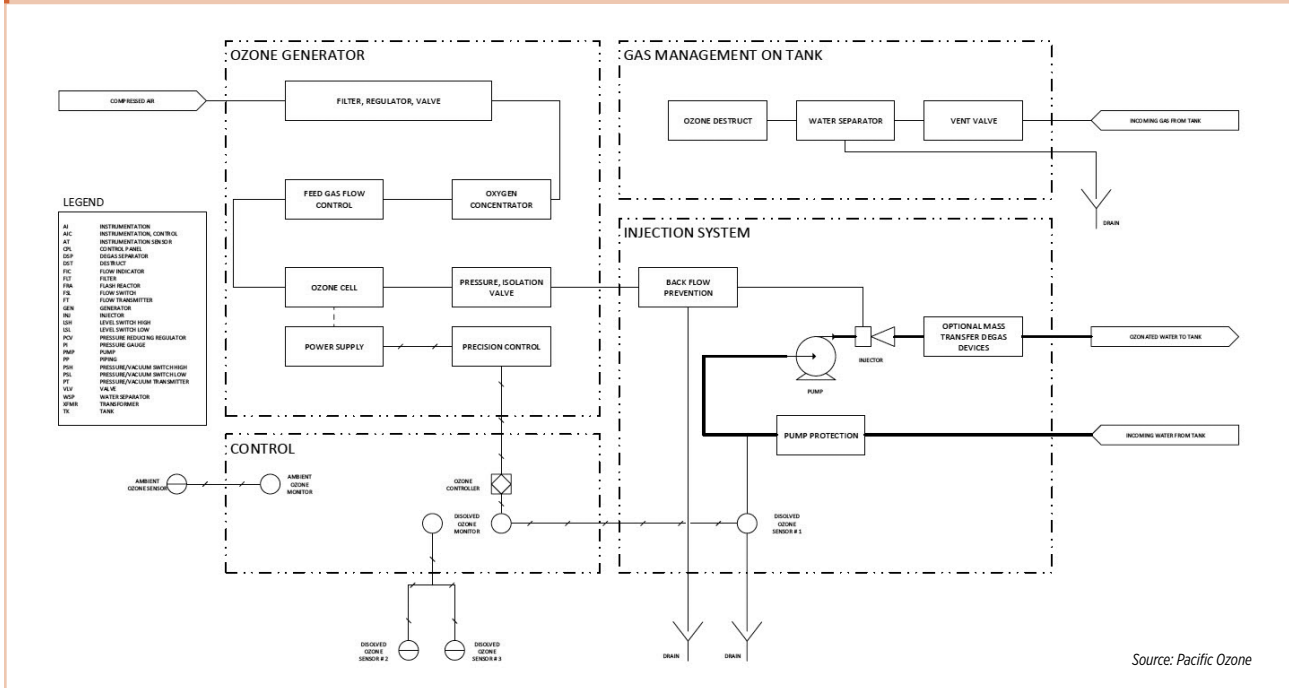 OZONE GENERATOR
COMPRESSED AIR
FILTER, REGULATOR, VALVE
FEED GAS FLOW
CONTROL
OXYGEN
CONCENTRATOR
OZONE CELL
PRESSURE, ISOLATION
VALVE
POWER SUPPLY
PRECISION CONTROL
GAS MANAGEMENT ON TANK
OZONE DESTRUCT
WATER SEPARATOR
VENT VALVE
INCOMING GAS FROM TANK
DRAIN
LEGEND
AI INSTRUMENTATION
AIC INSTRUMENTATION, CONTROL
AT INSTRUMENTATION SENSOR
CPL CONTROL PANEL
DSP DEGAS SEPARATOR
DST DESTRUCT
FIC FLOW INDICATOR
FLT FILTER
FRA FLASH REACTOR
FSL FLOW SWITCH
FT FLOW TRANSMITTER
GEN GENERATOR
INJ INJECTOR
LSH LEVEL SWITCH HIGH
LSL LEVEL SWITCH LOW
PCV PRESSURE REDUCING REGULATOR
PI PRESSURE GAUGE
PMP PUMP
PP PIPING
PSH PRESSURE/VACUUM SWITCH HIGH
PSL PRESSURE/VACUUM SWITCH LOW
PT PRESSURE/VACUUM TRANSMITTER
VLV VALVE
WSP WATER SEPARATOR
XFMR TRANSFORMER
TK TANK
INJECTION SYSTEM
BACK FLOW
PREVENTION
OPTIONAL MASS
TRANSFER DEGAS
DEVICES
INJECTOR
PUMP
OZONATED WATER TO TANK
PUMP PROTECTION
INCOMING WATER FROM TANK
CONTROL
AMBIENT
OZONE SENSOR
AMBIENT
OZONE
MONITOR
OZONE
CONTROLLER
DISOLVED
OZONE
MONITOR
DISOLVED
OZONE
SENSOR # 1
DISOLVED
OZONE
SENSOR # 2
DISOLVED
OZONE
SENSOR # 3
DRAIN
DRAIN
Source: Pacific Ozone